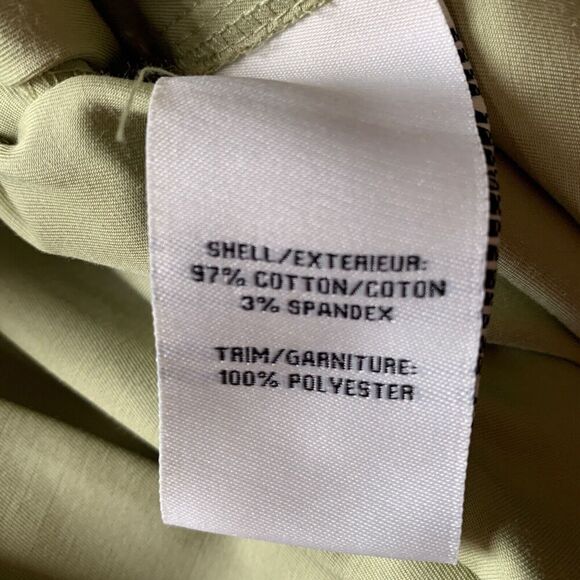 SHELL/EXTERIEUR:
97% COTTON/COTON
3% SPANDEX
TRIM/GARNITURE:
100% POLYESTER